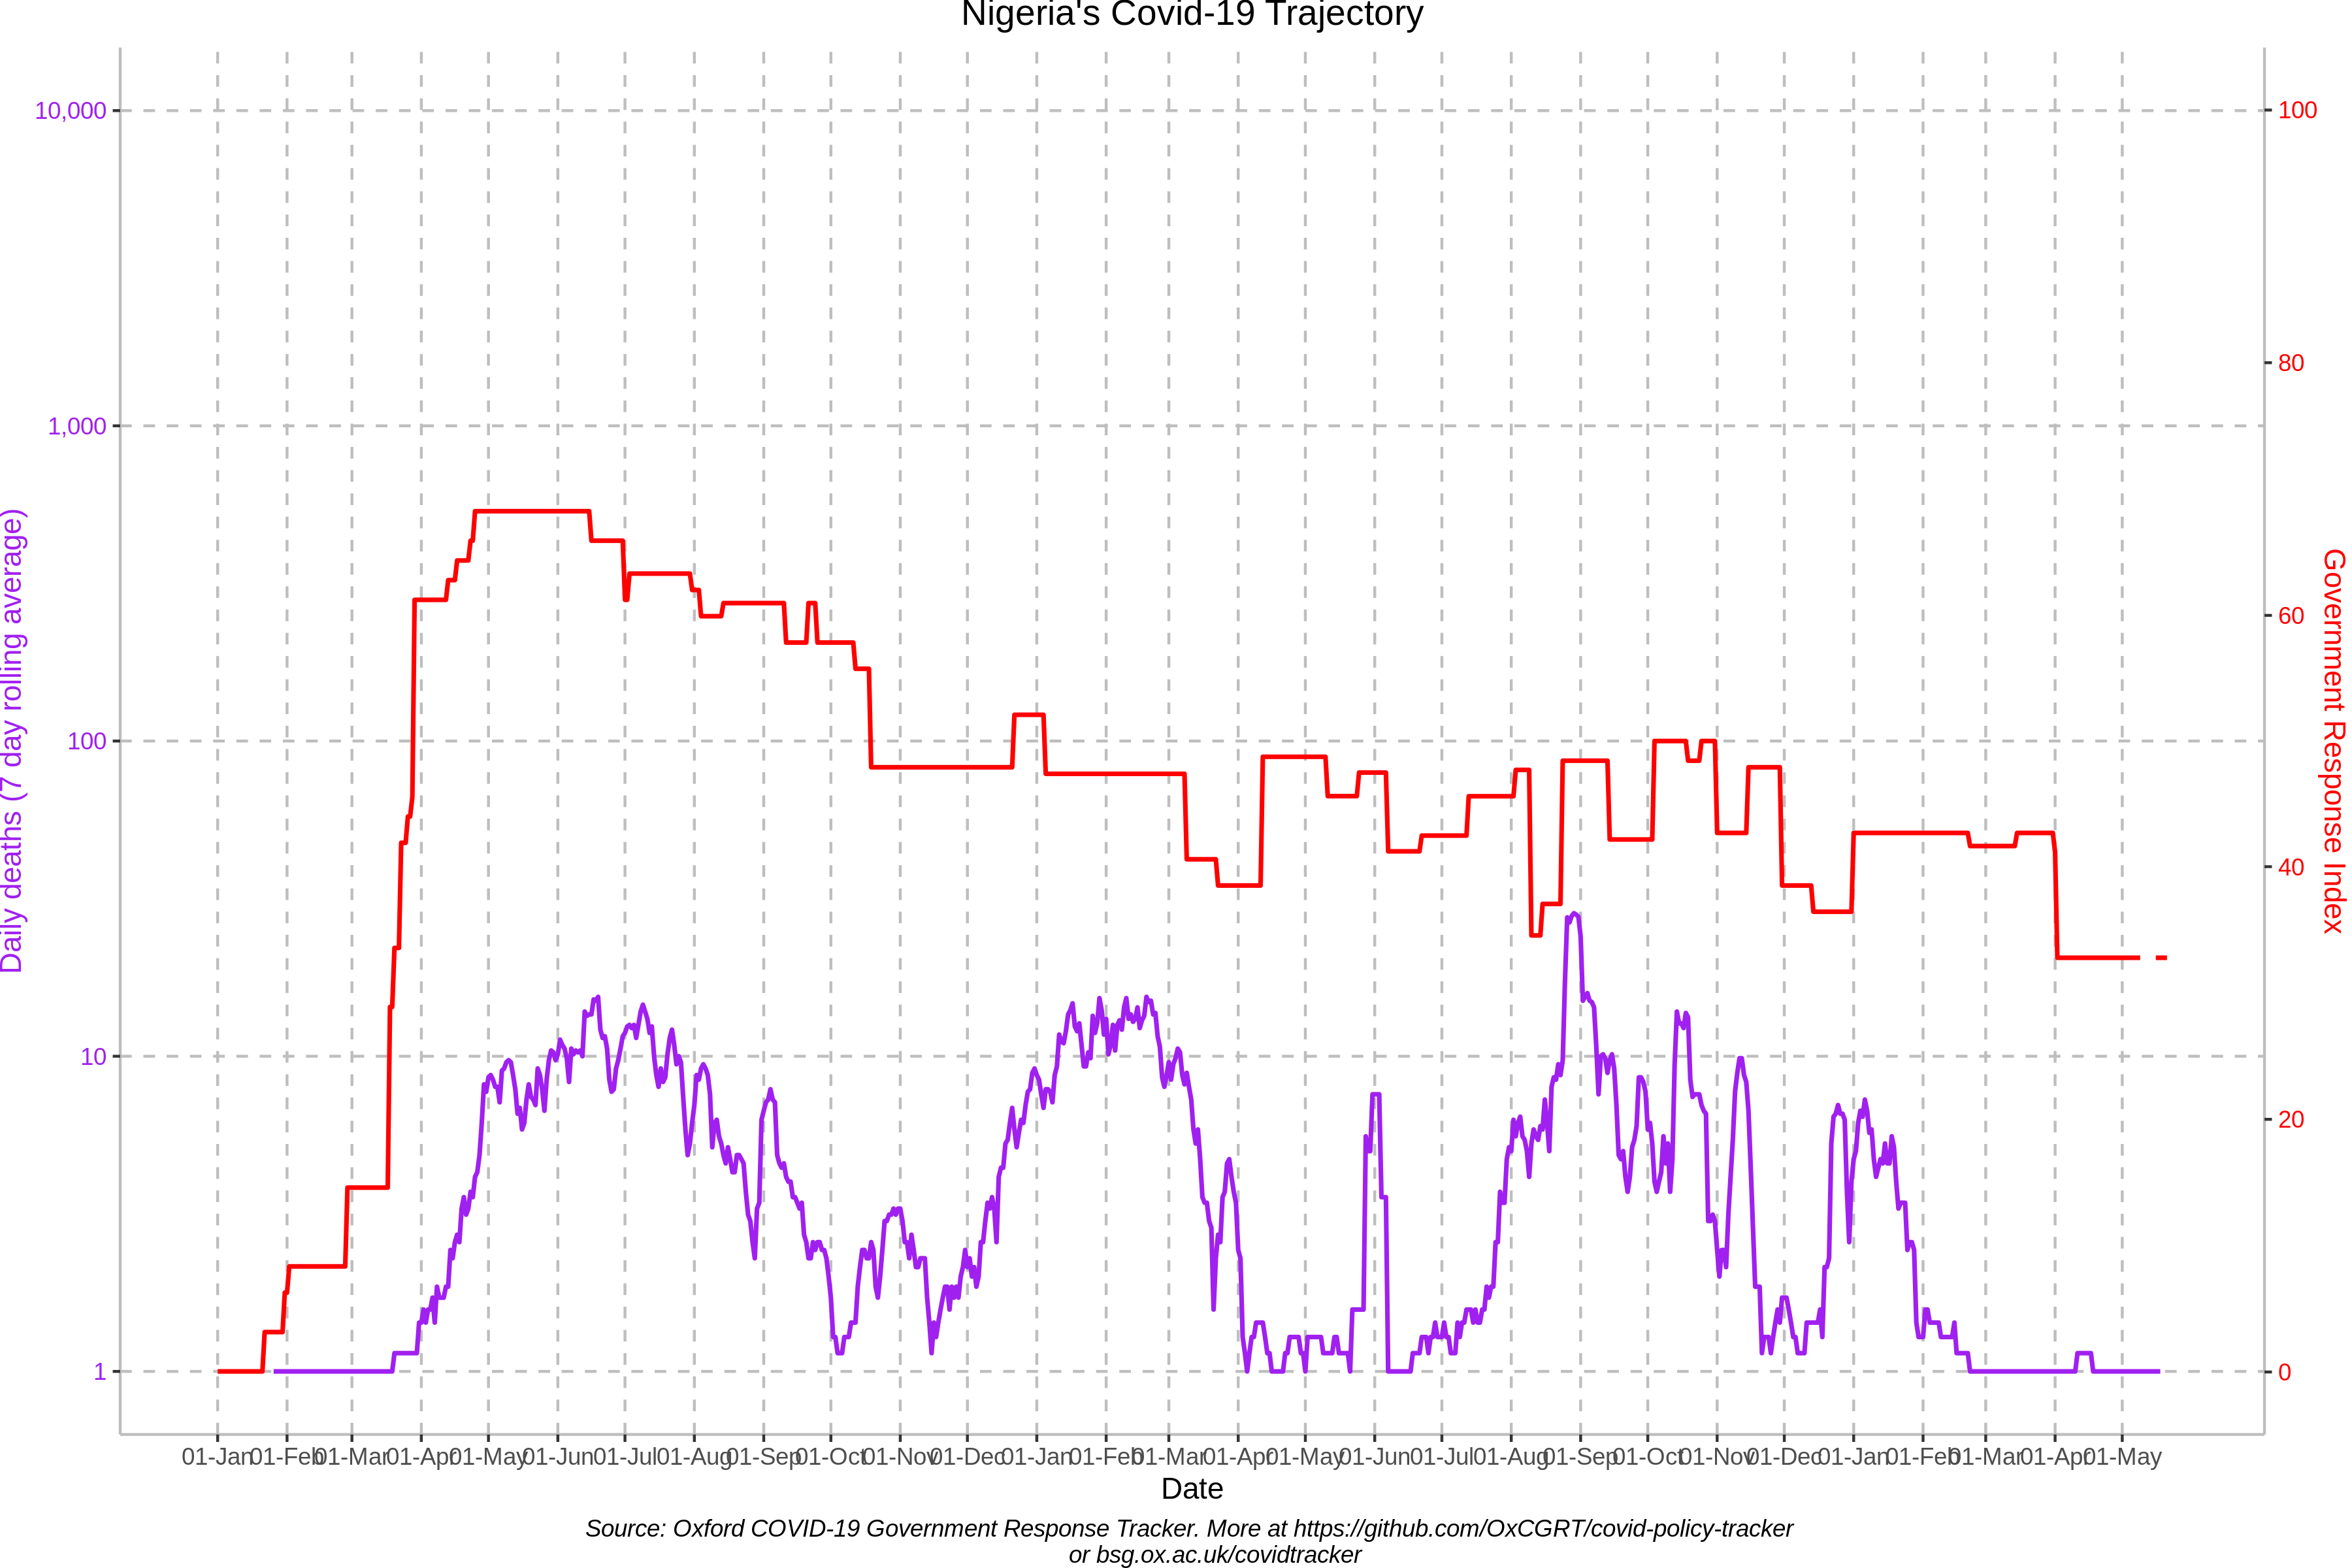 Nigeria's Covid-19 Trajectory
10,000
1,000
100
10
1
Daily deaths (7 day rolling average)
100
80
60
40
20
0
Government Response Index
01-Jan 01-Feb 01-Mar 01-Apr 01-May 01-Jun 01-Jul 01-Aug 01-Sep 01-Oct 01-Nov 01-Dec 01-Jan 01-Feb 01-Mar 01-Apr 01-May 01-Jun 01-Jul 01-Aug 01-Sep 01-Oct 01-Nov 01-Dec 01-Jan 01-Feb 01-Mar 01-Apr 01-May
Date
Source: Oxford COVID-19 Government Response Tracker. More at https://github.com/OxCGRT/covid-policy-tracker
or bsg.ox.ac.uk/covidtracker